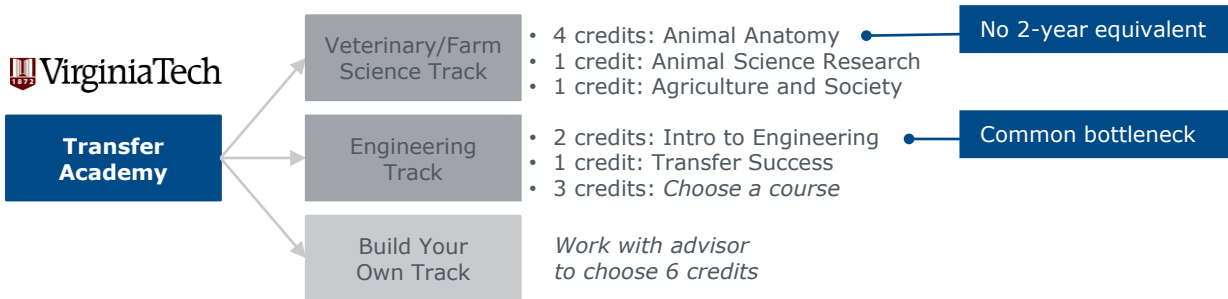 VirginiaTech
1872
Transfer
Academy
Veterinary/Farm
Science Track
• 4 credits: Animal Anatomy
• 1 credit: Animal Science Research
• 1 credit: Agriculture and Society
No 2-year equivalent
Engineering
Track
• 2 credits: Intro to Engineering
• 1 credit: Transfer Success
• 3 credits: Choose a course
Common bottleneck
Build Your
Own Track
Work with advisor
to choose 6 credits